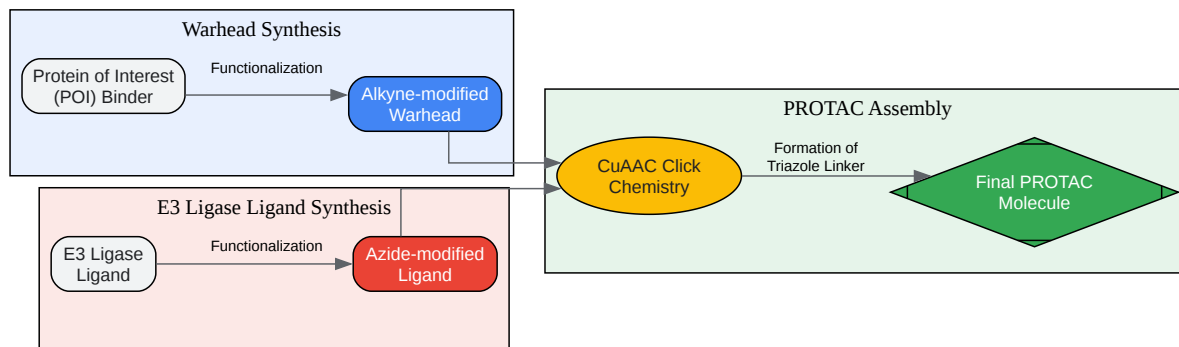 Warhead Synthesis
Protein of Interest
(POI) Binder
Functionalization
Alkyne-modified
Warhead
E3 Ligase Ligand Synthesis
E3 Ligase
Ligand
Functionalization
Azide-modified
Ligand
PROTAC Assembly
CuAAC Click
Chemistry
Formation of
Triazole Linker
Final PROTAC
Molecule